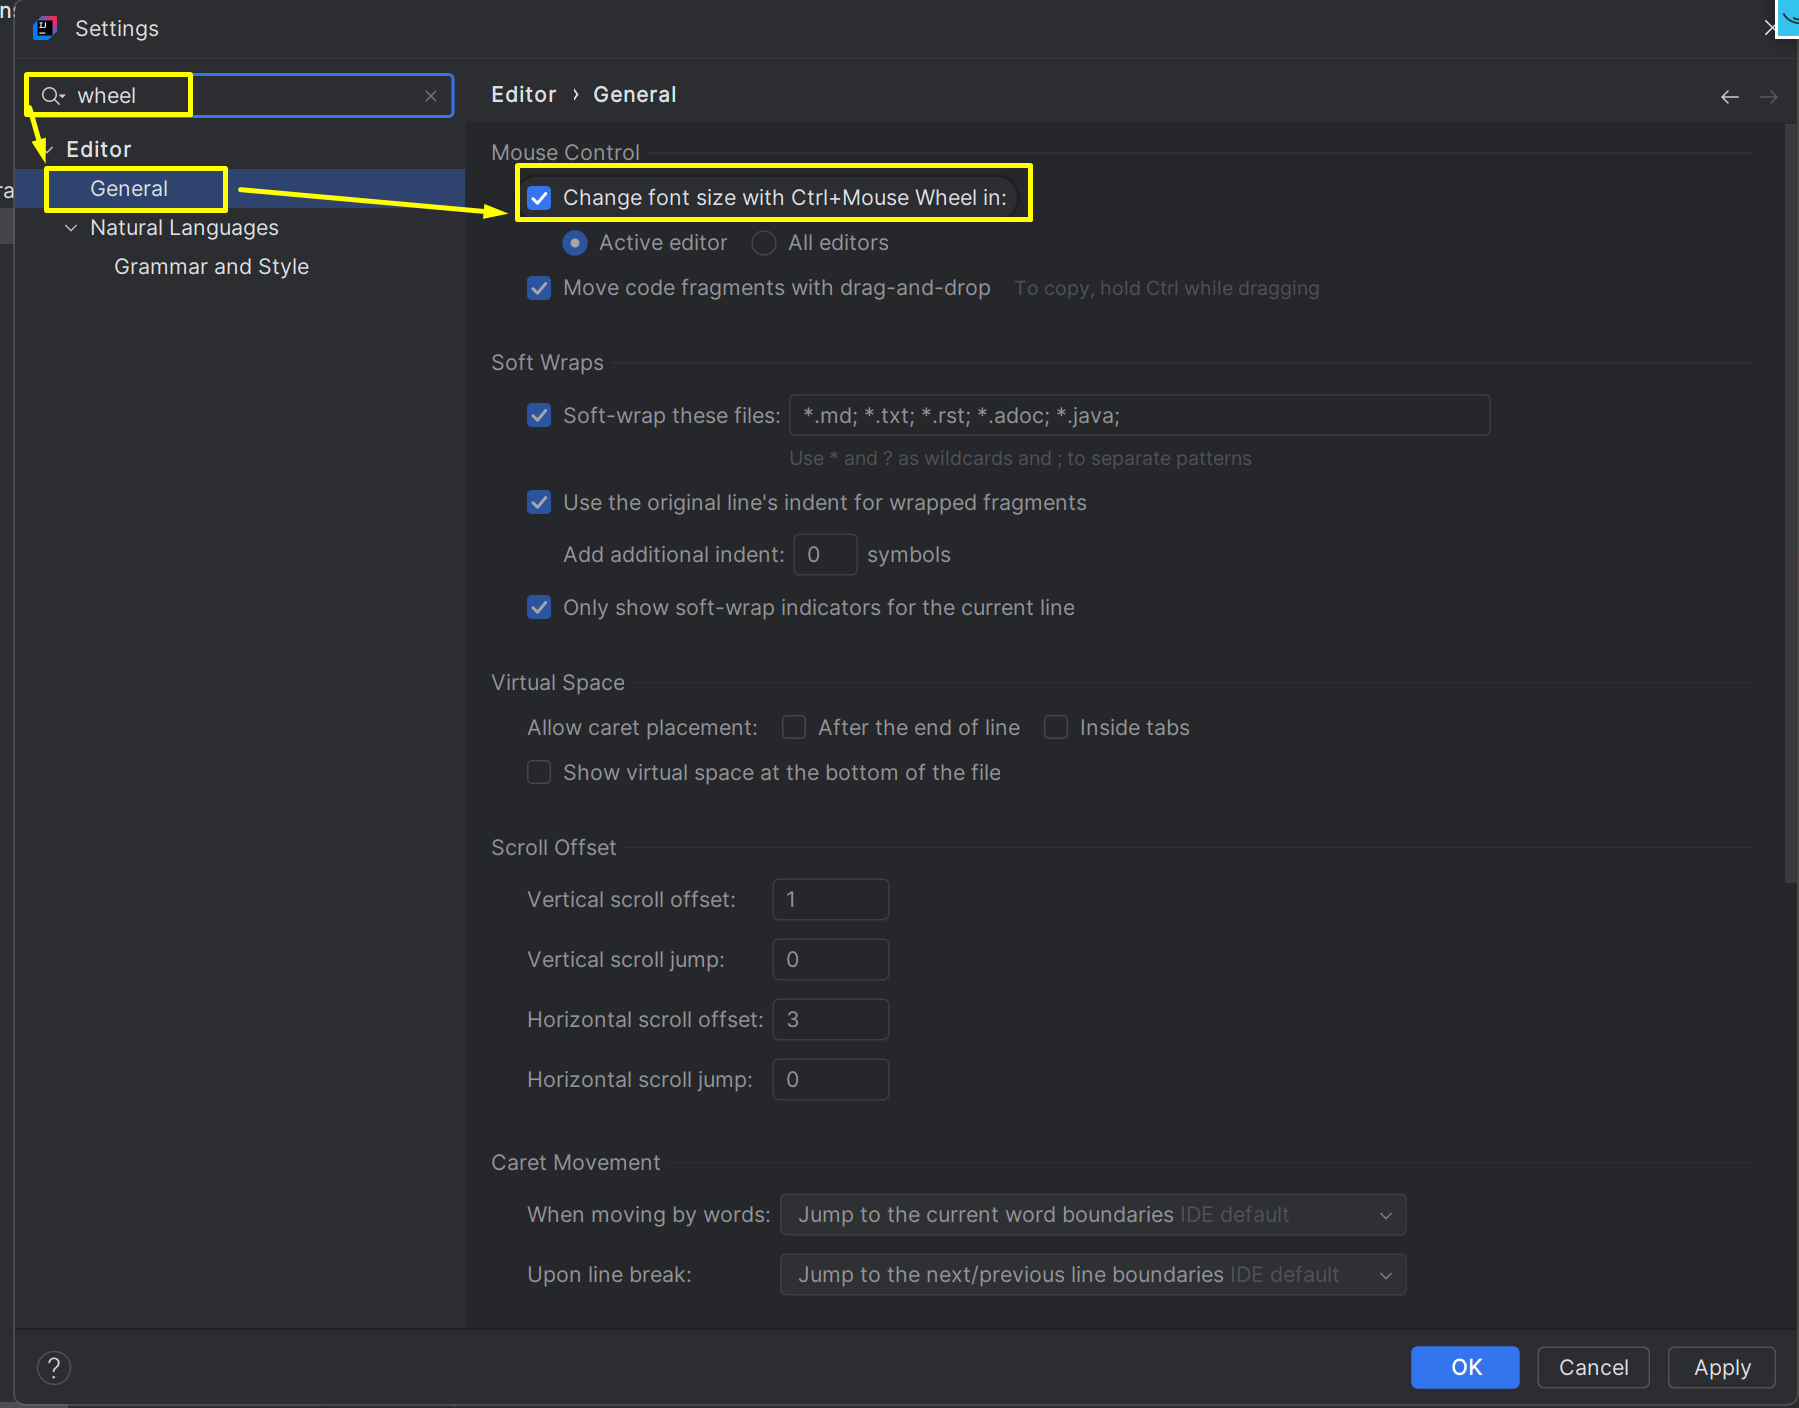 Settings
wheel
Editor › General
Editor
General
Natural Languages
Grammar and Style
Mouse Control
Change font size with Ctrl+Mouse Wheel in:
Active editor All editors
Move code fragments with drag-and-drop To copy, hold Ctrl while dragging
Soft Wraps
Soft-wrap these files: *.md; *.txt; *.rst; *.adoc; *.java;
Use * and ? as wildcards and ; to separate patterns
Use the original line's indent for wrapped fragments
Add additional indent: 0 symbols
Only show soft-wrap indicators for the current line
Virtual Space
Allow caret placement: After the end of line Inside tabs
Show virtual space at the bottom of the file
Scroll Offset
Vertical scroll offset: 1
Vertical scroll jump: 0
Horizontal scroll offset: 3
Horizontal scroll jump: 0
Caret Movement
When moving by words: Jump to the current word boundaries IDE default
Upon line break: Jump to the next/previous line boundaries IDE default
? OK Cancel Apply